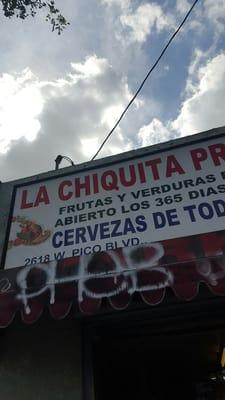 LA CHIQUITA PR
FRUTAS Y VERDURAS
ABIERTO LOS 365 DIAS
CERVEZAS DE TOD
2618 W. PICO BLVD.